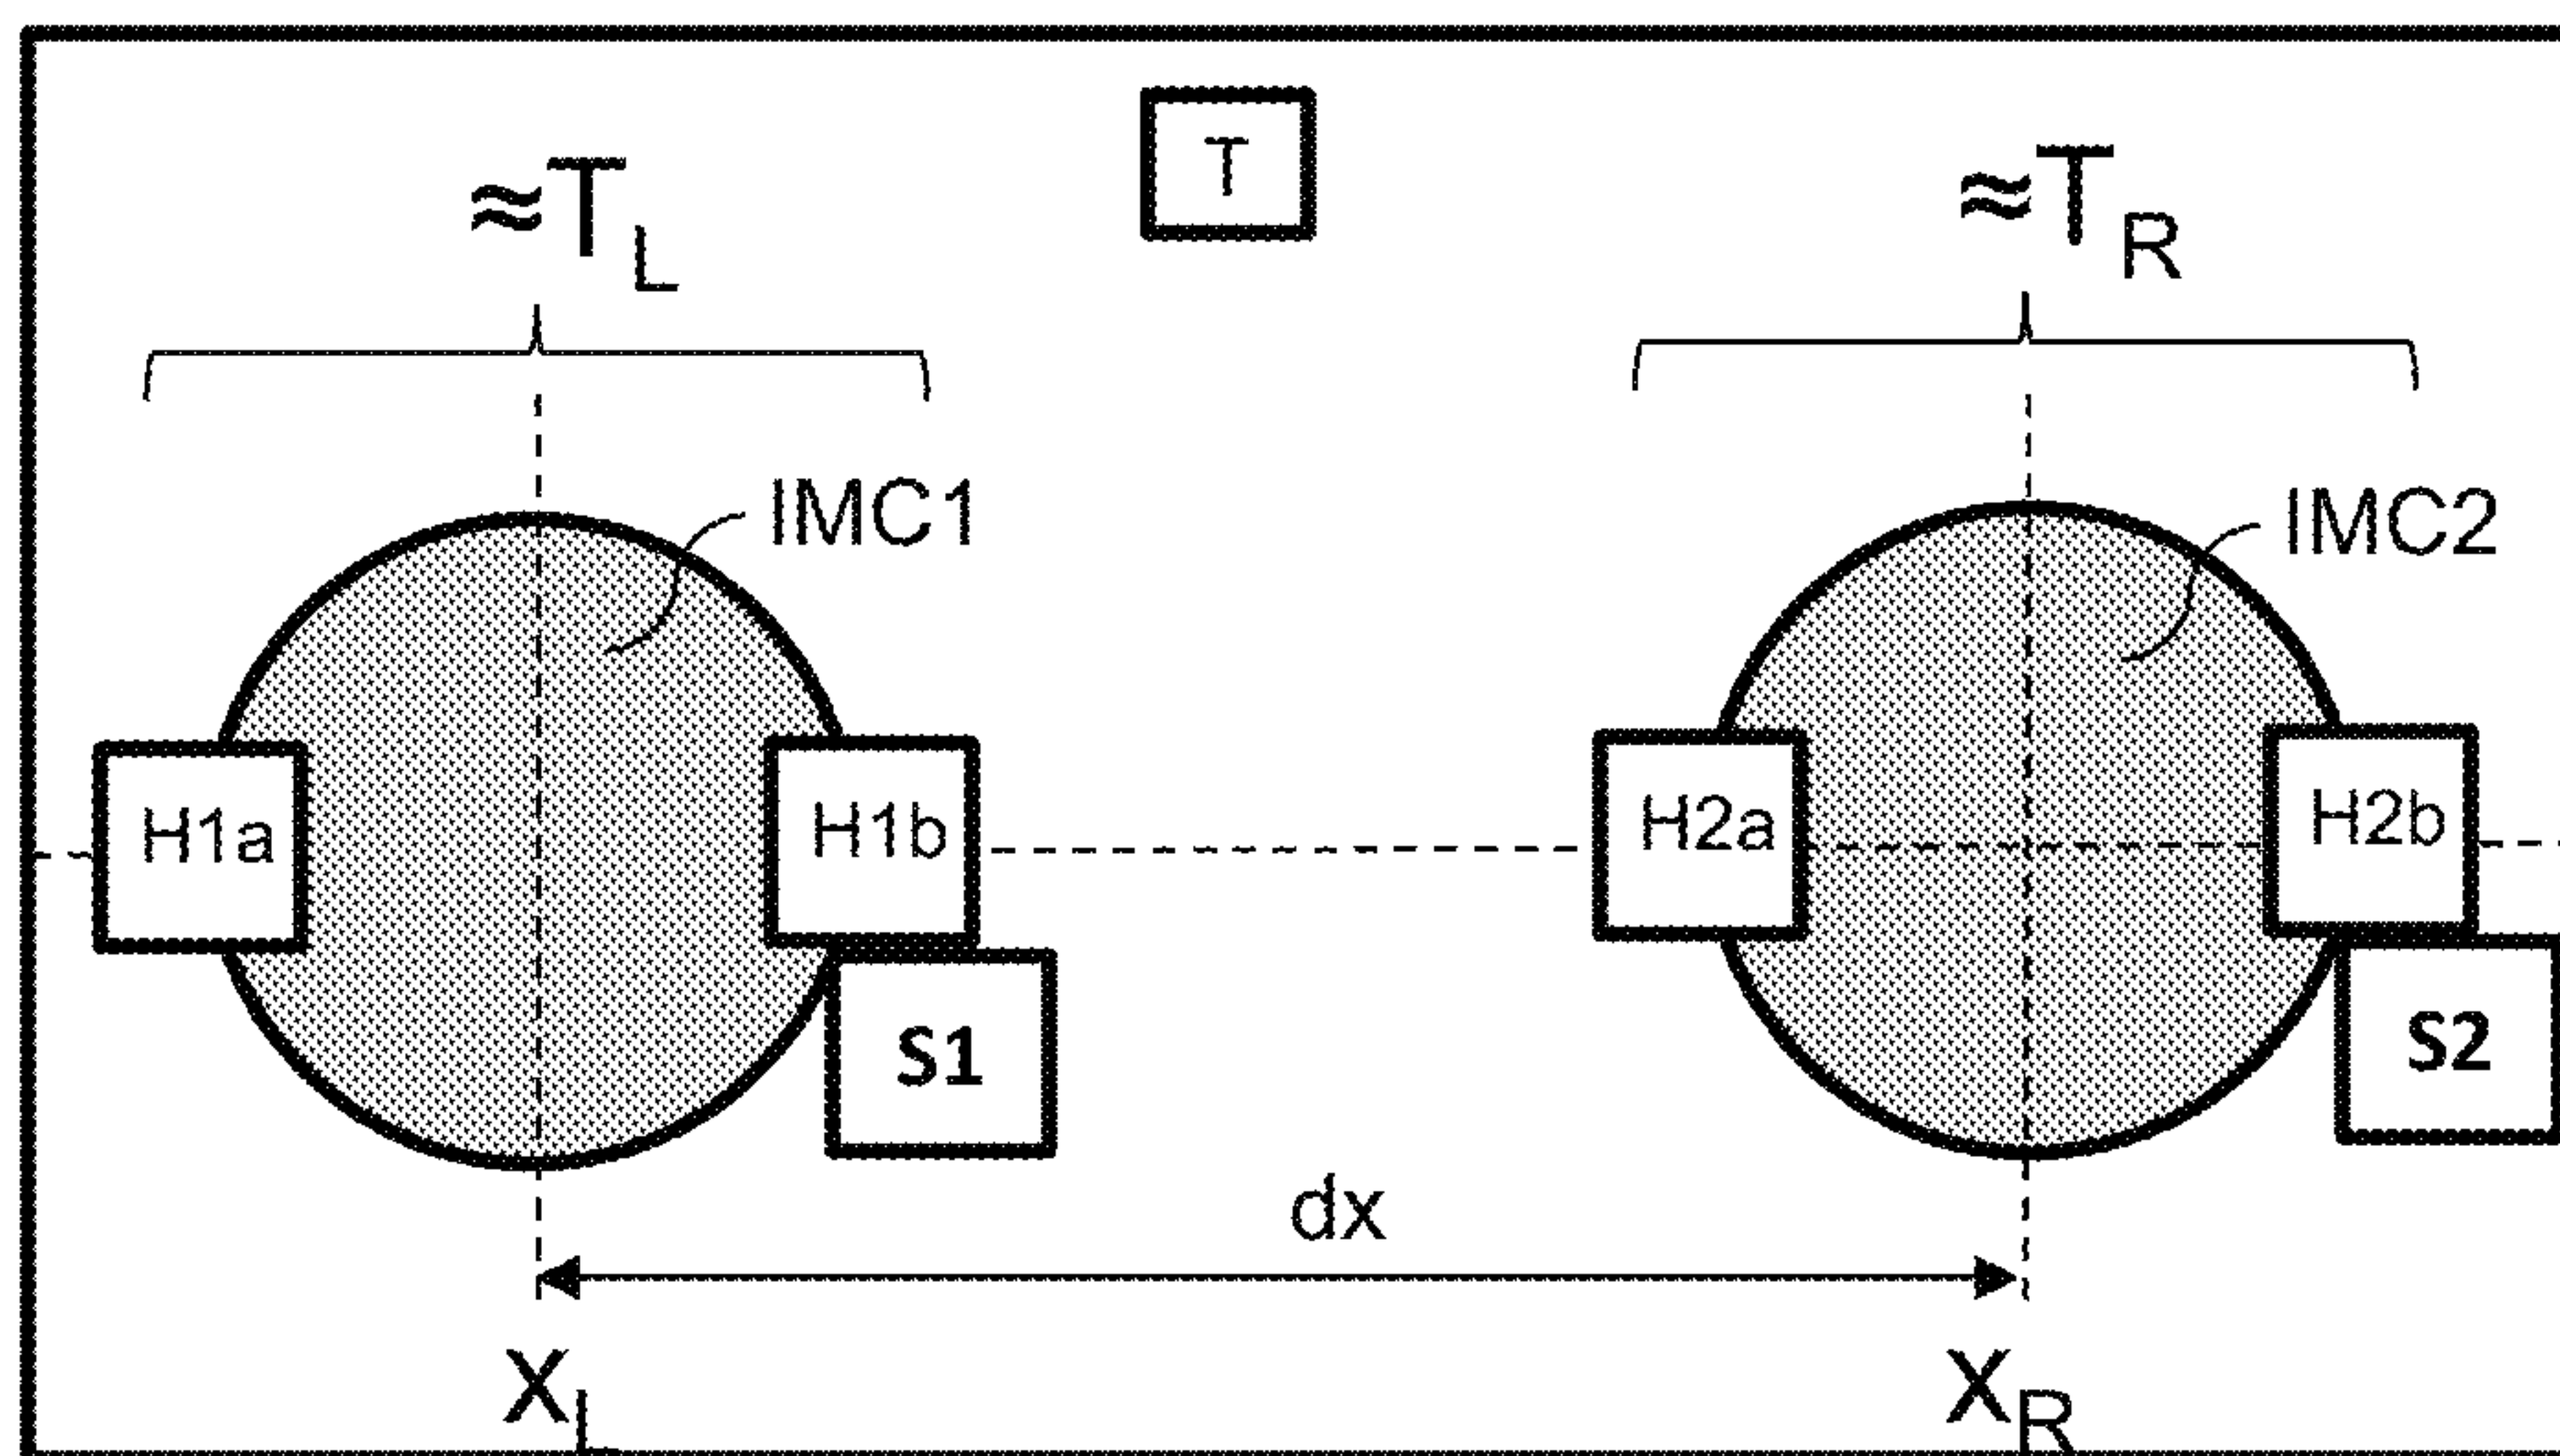 T
≈T_L
≈T_R
IMC1
IMC2
H1a
H1b
H2a
H2b
S1
S2
dx
X_L
X_R